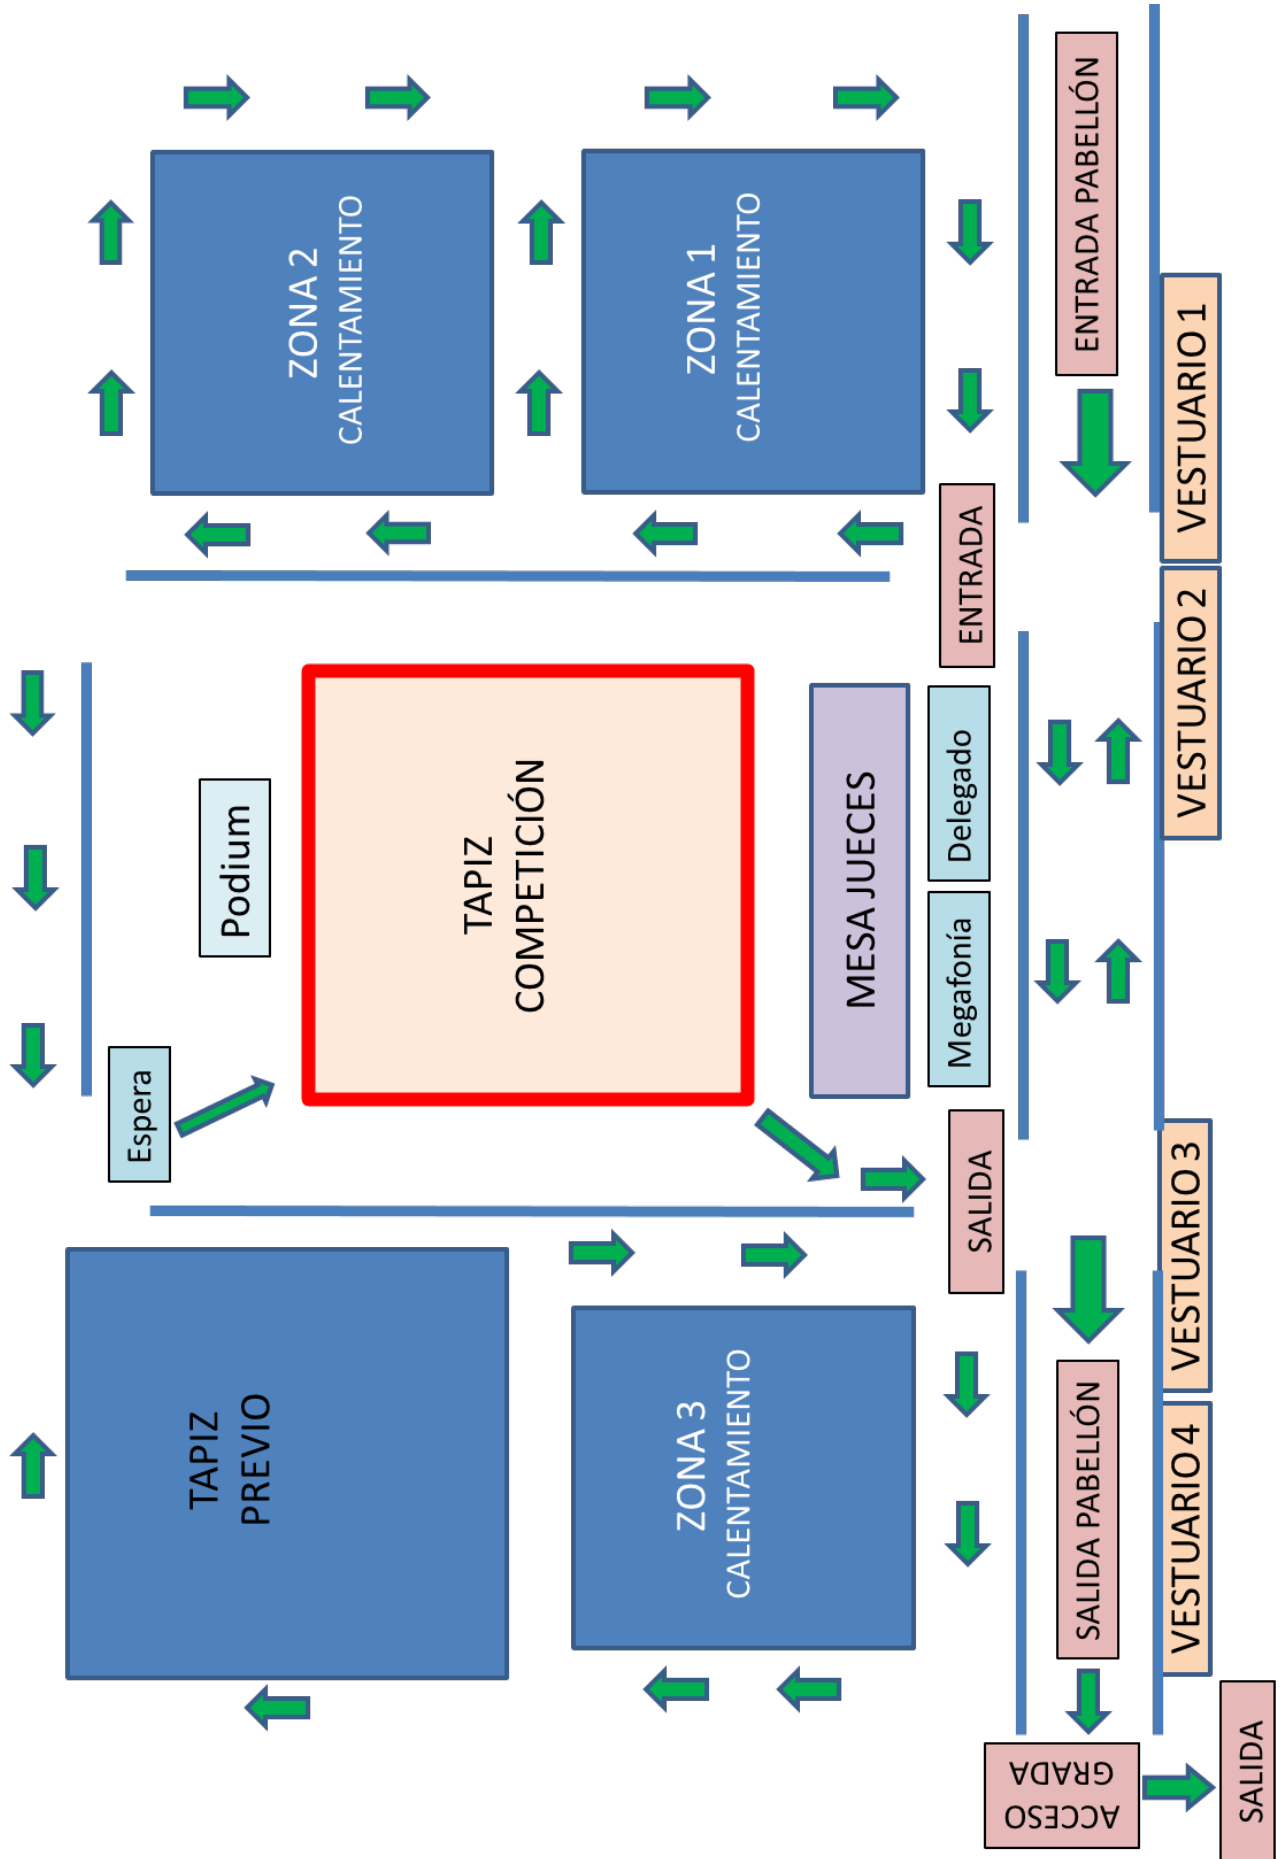 Espera
Podium
TAPIZ
PREVIO
TAPIZ
COMPETICIÓN
ZONA 2
CALENTAMIENTO
ZONA 3
CALENTAMIENTO
MESA JUECES
ZONA 1
CALENTAMIENTO
SALIDA
Megafonía
Delegado
ENTRADA
ACCESO
GRADA
SALIDA PABELLÓN
ENTRADA PABELLÓN
VESTUARIO 4
VESTUARIO 3
VESTUARIO 2
VESTUARIO 1
SALIDA